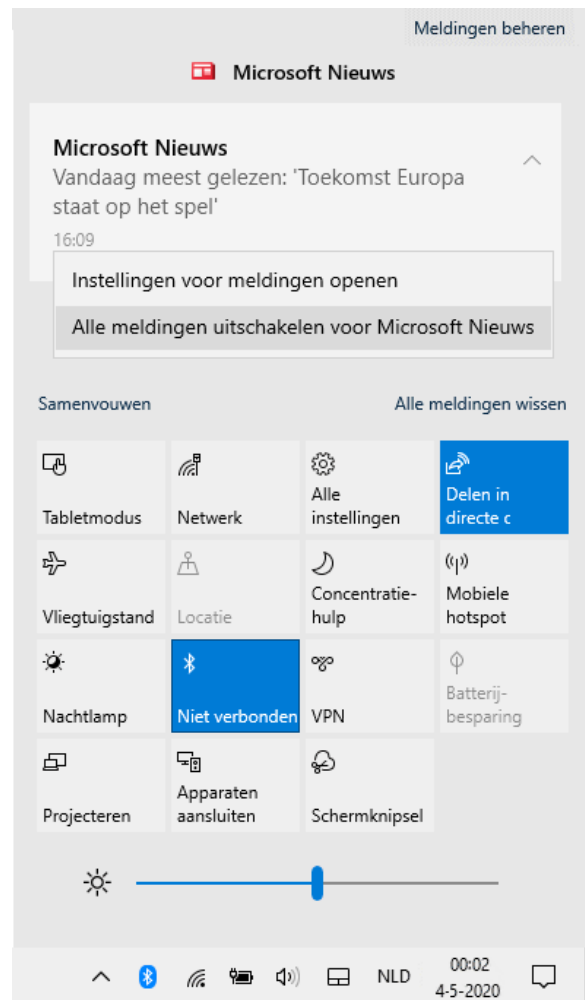 Meldingen beheren
Microsoft Nieuws
Microsoft Nieuws
Vandaag meest gelezen: 'Toekomst Europa
staat op het spel'
16:09
Instellingen voor meldingen openen
Alle meldingen uitschakelen voor Microsoft Nieuws
Samenvouwen
Alle meldingen wissen
Tabletmodus
Netwerk
Alle
instellingen
Delen in
directe c
Vliegtuigstand
Locatie
Concentratie-
hulp
Mobiele
hotspot
Nachtlamp
Niet verbonden
VPN
Batterij-
besparing
Projecteren
Apparaten
aansluiten
Schermknipsel
NLD
00:02
4-5-2020